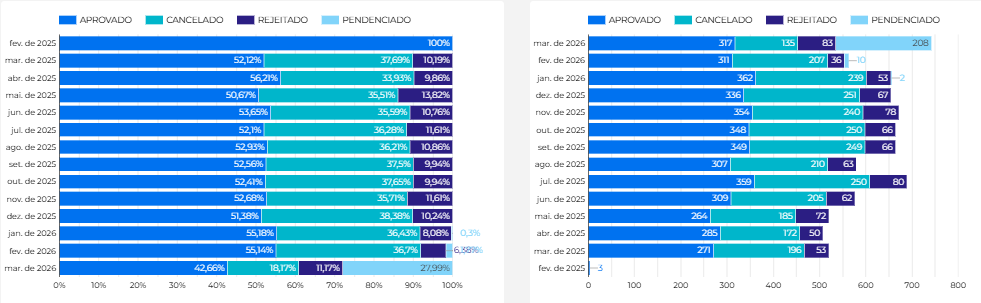 APROVADO CANCELADO REJEITADO PENDENCIADO
fev. de 2025 100%
mar. de 2025 52,12% 37,69% 10,19%
abr. de 2025 56,21% 33,93% 9,86%
mai. de 2025 50,67% 35,51% 13,82%
jun. de 2025 53,65% 35,59% 10,76%
jul. de 2025 52,1% 36,28% 11,61%
ago. de 2025 52,93% 36,21% 10,86%
set. de 2025 52,56% 37,5% 9,94%
out. de 2025 52,41% 37,65% 9,94%
nov. de 2025 52,68% 35,71% 11,61%
dez. de 2025 51,38% 38,38% 10,24%
jan. de 2026 55,18% 36,43% 8,08% 0,3%
fev. de 2026 55,14% 36,7% 6,38%
mar. de 2026 42,66% 18,17% 11,17% 27,99%
0% 10% 20% 30% 40% 50% 60% 70% 80% 90% 100%
APROVADO CANCELADO REJEITADO PENDENCIADO
mar. de 2026 317 135 83 208
fev. de 2026 311 207 36 10
jan. de 2026 362 239 53 2
dez. de 2025 336 251 67
nov. de 2025 354 240 78
out. de 2025 348 250 66
set. de 2025 349 249 66
ago. de 2025 307 210 63
jul. de 2025 359 250 80
jun. de 2025 309 205 62
mai. de 2025 264 185 72
abr. de 2025 285 172 50
mar. de 2025 271 196 53
fev. de 2025 3
0 100 200 300 400 500 600 700 800